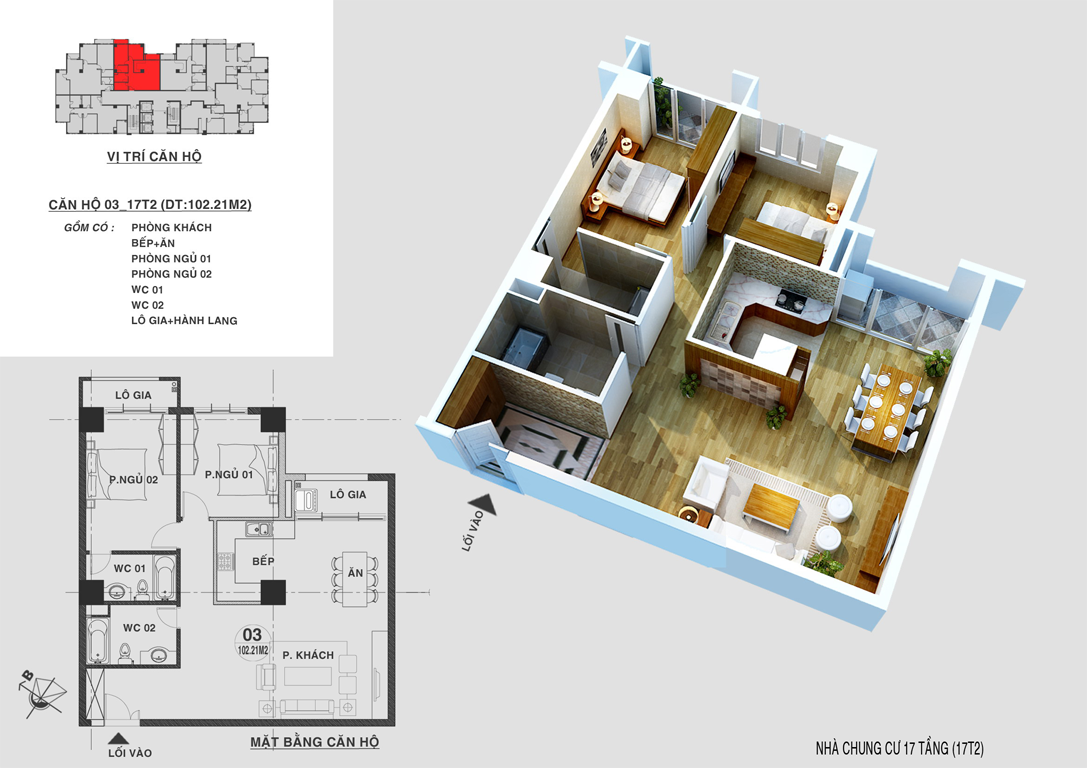 VỊ TRÍ CĂN HỘ
CĂN HỘ 03_17T2 (DT:102.21M2)
GỒM CÓ : PHÒNG KHÁCH
BẾP+ĂN
PHÒNG NGỦ 01
PHÒNG NGỦ 02
WC 01
WC 02
LÔ GIA+HÀNH LANG
LÔ GIA
P.NGỦ 02
P.NGỦ 01
LÔ GIA
WC 01
BẾP
ĂN
WC 02
03
102.21M2
P. KHÁCH
B
LỐI VÀO
MẶT BẰNG CĂN HỘ
LỐI VÀO
NHÀ CHUNG CƯ 17 TẦNG (17T2)